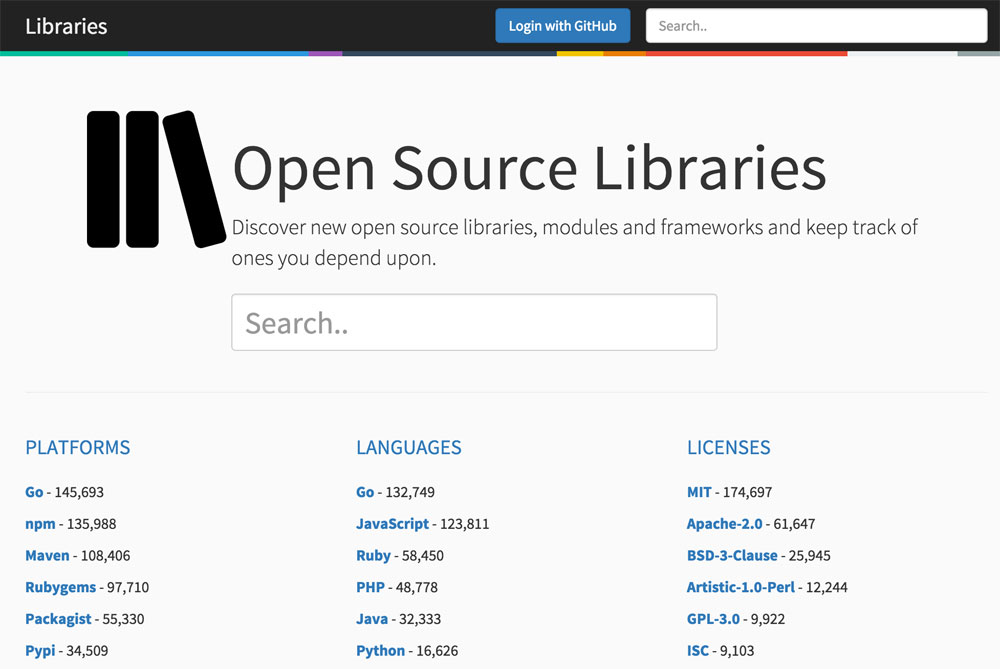 Libraries
Login with GitHub
Search..
Open Source Libraries
Discover new open source libraries, modules and frameworks and keep track of
ones you depend upon.
Search..
PLATFORMS
Go - 145,693
npm - 135,988
Maven - 108,406
Rubygems - 97,710
Packagist - 55,330
Pypi - 34,509
LANGUAGES
Go - 132,749
JavaScript - 123,811
Ruby - 58,450
PHP - 48,778
Java - 32,333
Python - 16,626
LICENSES
MIT - 174,697
Apache-2.0 - 61,647
BSD-3-Clause - 25,945
Artistic-1.0-Perl - 12,244
GPL-3.0 - 9,922
ISC - 9,103